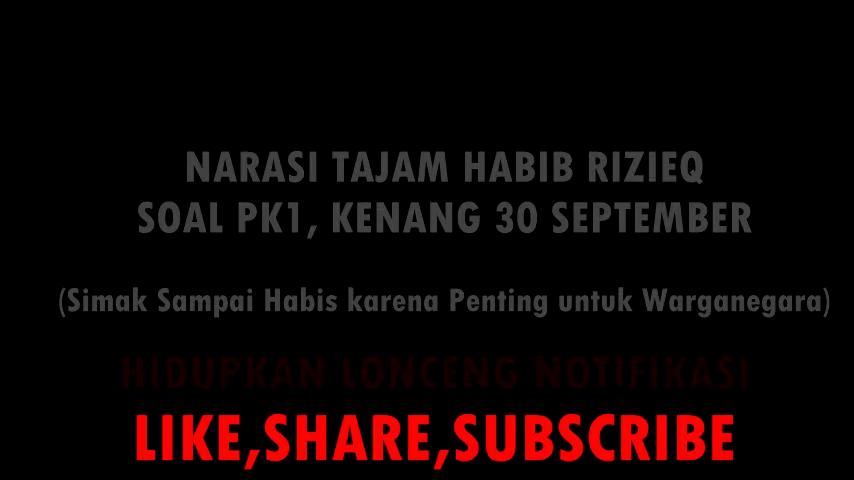 NARASI TAJAM HABIB RIZIEQ
SOAL PK1, KENANG 30 SEPTEMBER
(Simak Sampai Habis karena Penting untuk Warganegara)
HIDUPKAN LONCENG NOTIFIKASI
LIKE,SHARE,SUBSCRIBE